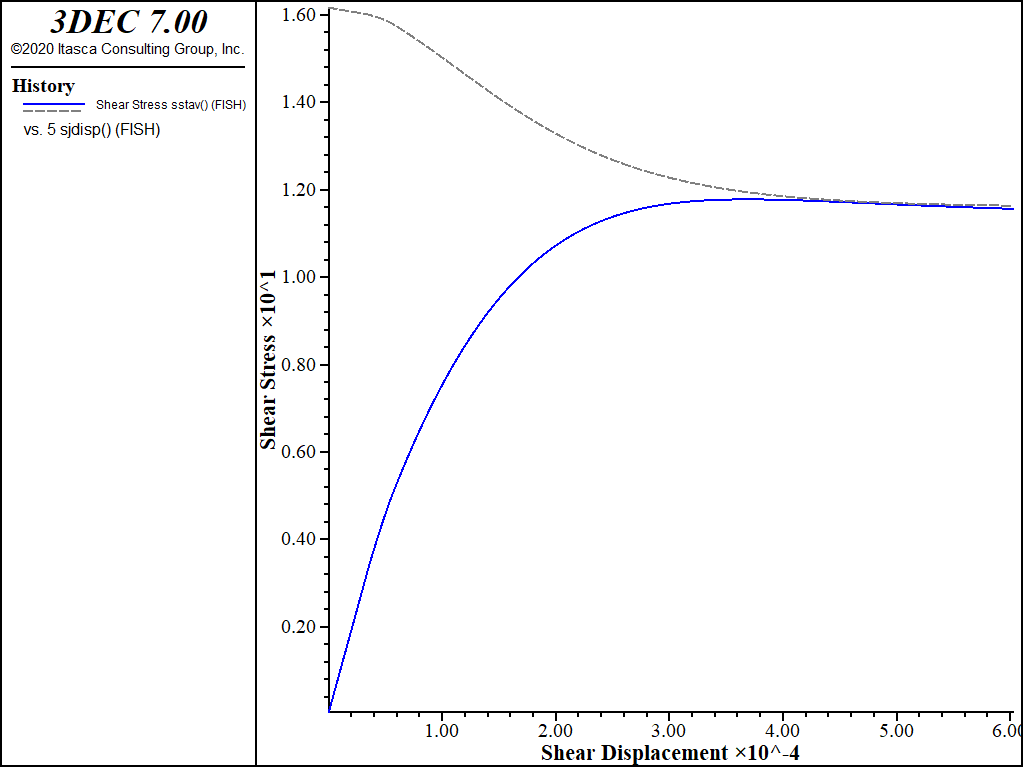 3DEC 7.00
©2020 Itasca Consulting Group, Inc.
History
Shear Stress sstav() (FISH)
vs. 5 sjdisp() (FISH)
1.60
1.40
1.20
1.00
0.80
0.60
0.40
0.20
Shear Stress ×10^1
1.00 2.00 3.00 4.00 5.00 6.00
Shear Displacement ×10^-4